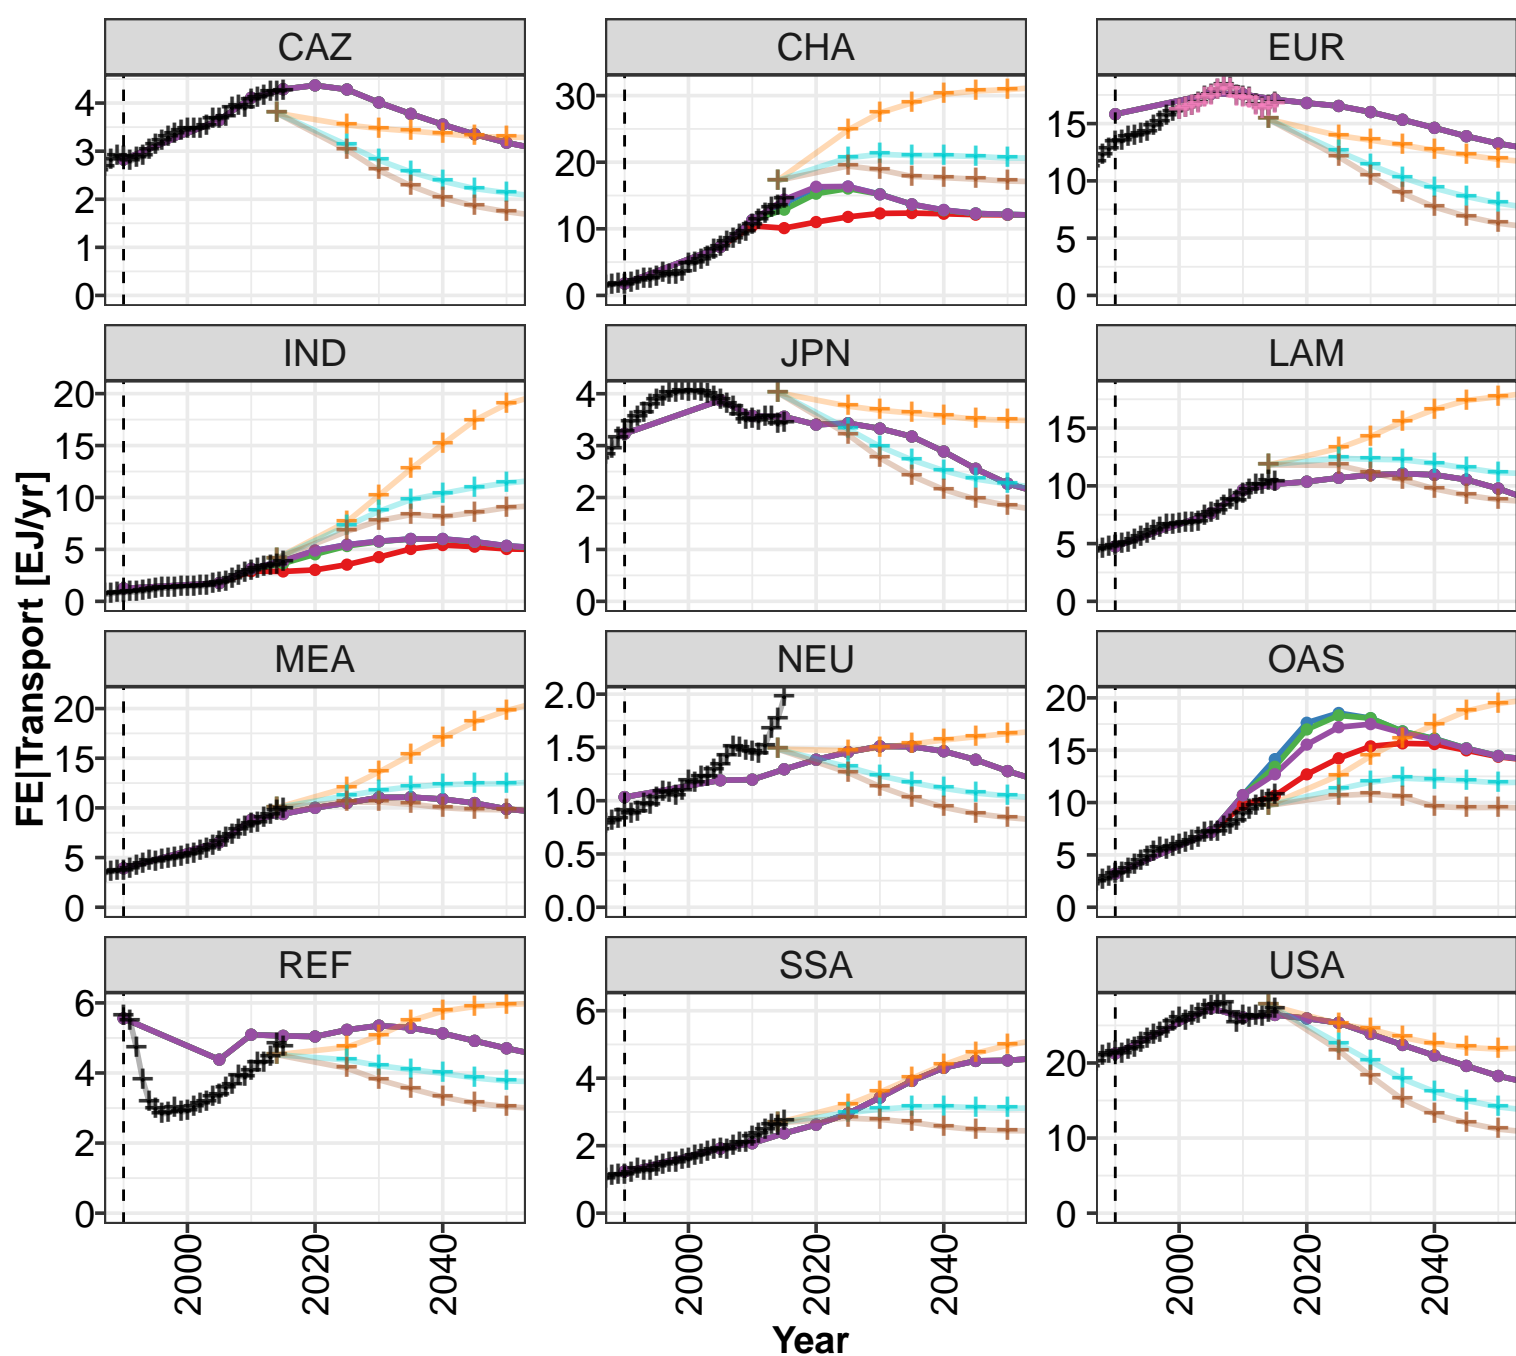 CAZ CHA EUR
4 3 2 1 0
30 20 10 0
15 10 5 0
IND JPN LAM
20 15 10 5 0
4 3 2 1 0
15 10 5 0
FE|Transport [EJ/yr]
MEA NEU OAS
20 15 10 5 0
2.0 1.5 1.0 0.5 0.0
20 15 10 5 0
REF SSA USA
6 4 2 0
6 4 2 0
20 10 0
2000 2020 2040 2000 2020 2040 2000 2020 2040
Year